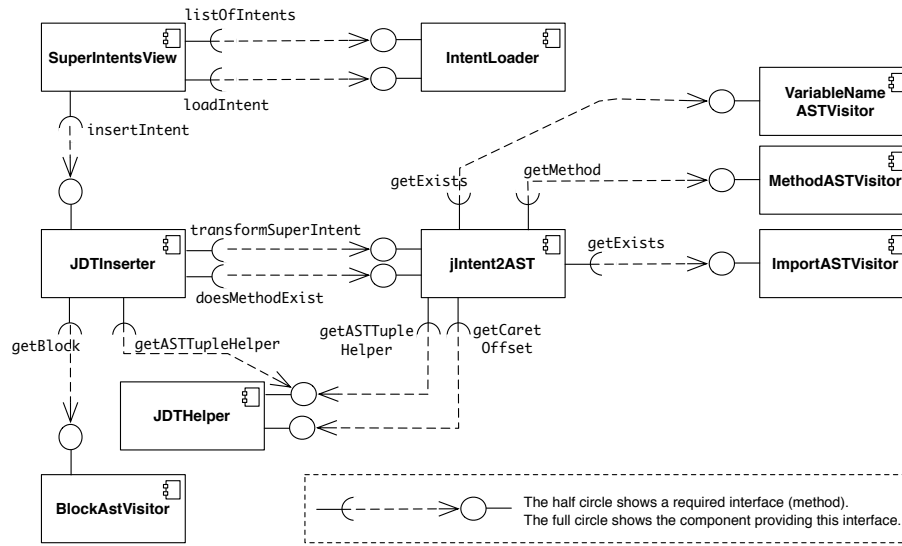 listOfIntents
SuperIntentsView
IntentLoader
loadIntent
VariableName
ASTVisitor
insertIntent
getExists
getMethod
MethodASTVisitor
transformSuperIntent
JDTInserter
jIntent2AST
getExists
ImportASTVisitor
doesMethodExist
getBlock
getASTTupleHelper
getASTTuple
Helper
getCaret
Offset
JDTHelper
BlockAstVisitor
The half circle shows a required interface (method).
The full circle shows the component providing this interface.